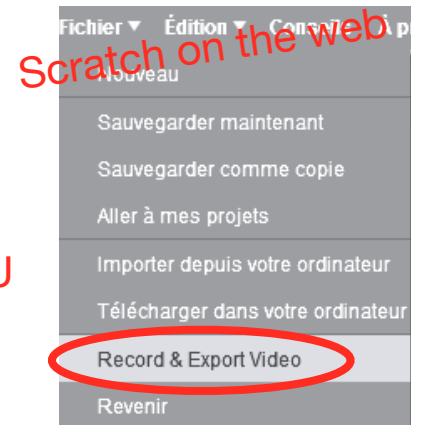 Fichier ▼ Édition ▼ Conseils À p
Scratch on the web
Nouveau
Sauvegarder maintenant
Sauvegarder comme copie
Aller à mes projets
U
Importer depuis votre ordinateur
Télécharger dans votre ordinateur
Record & Export Video
Revenir